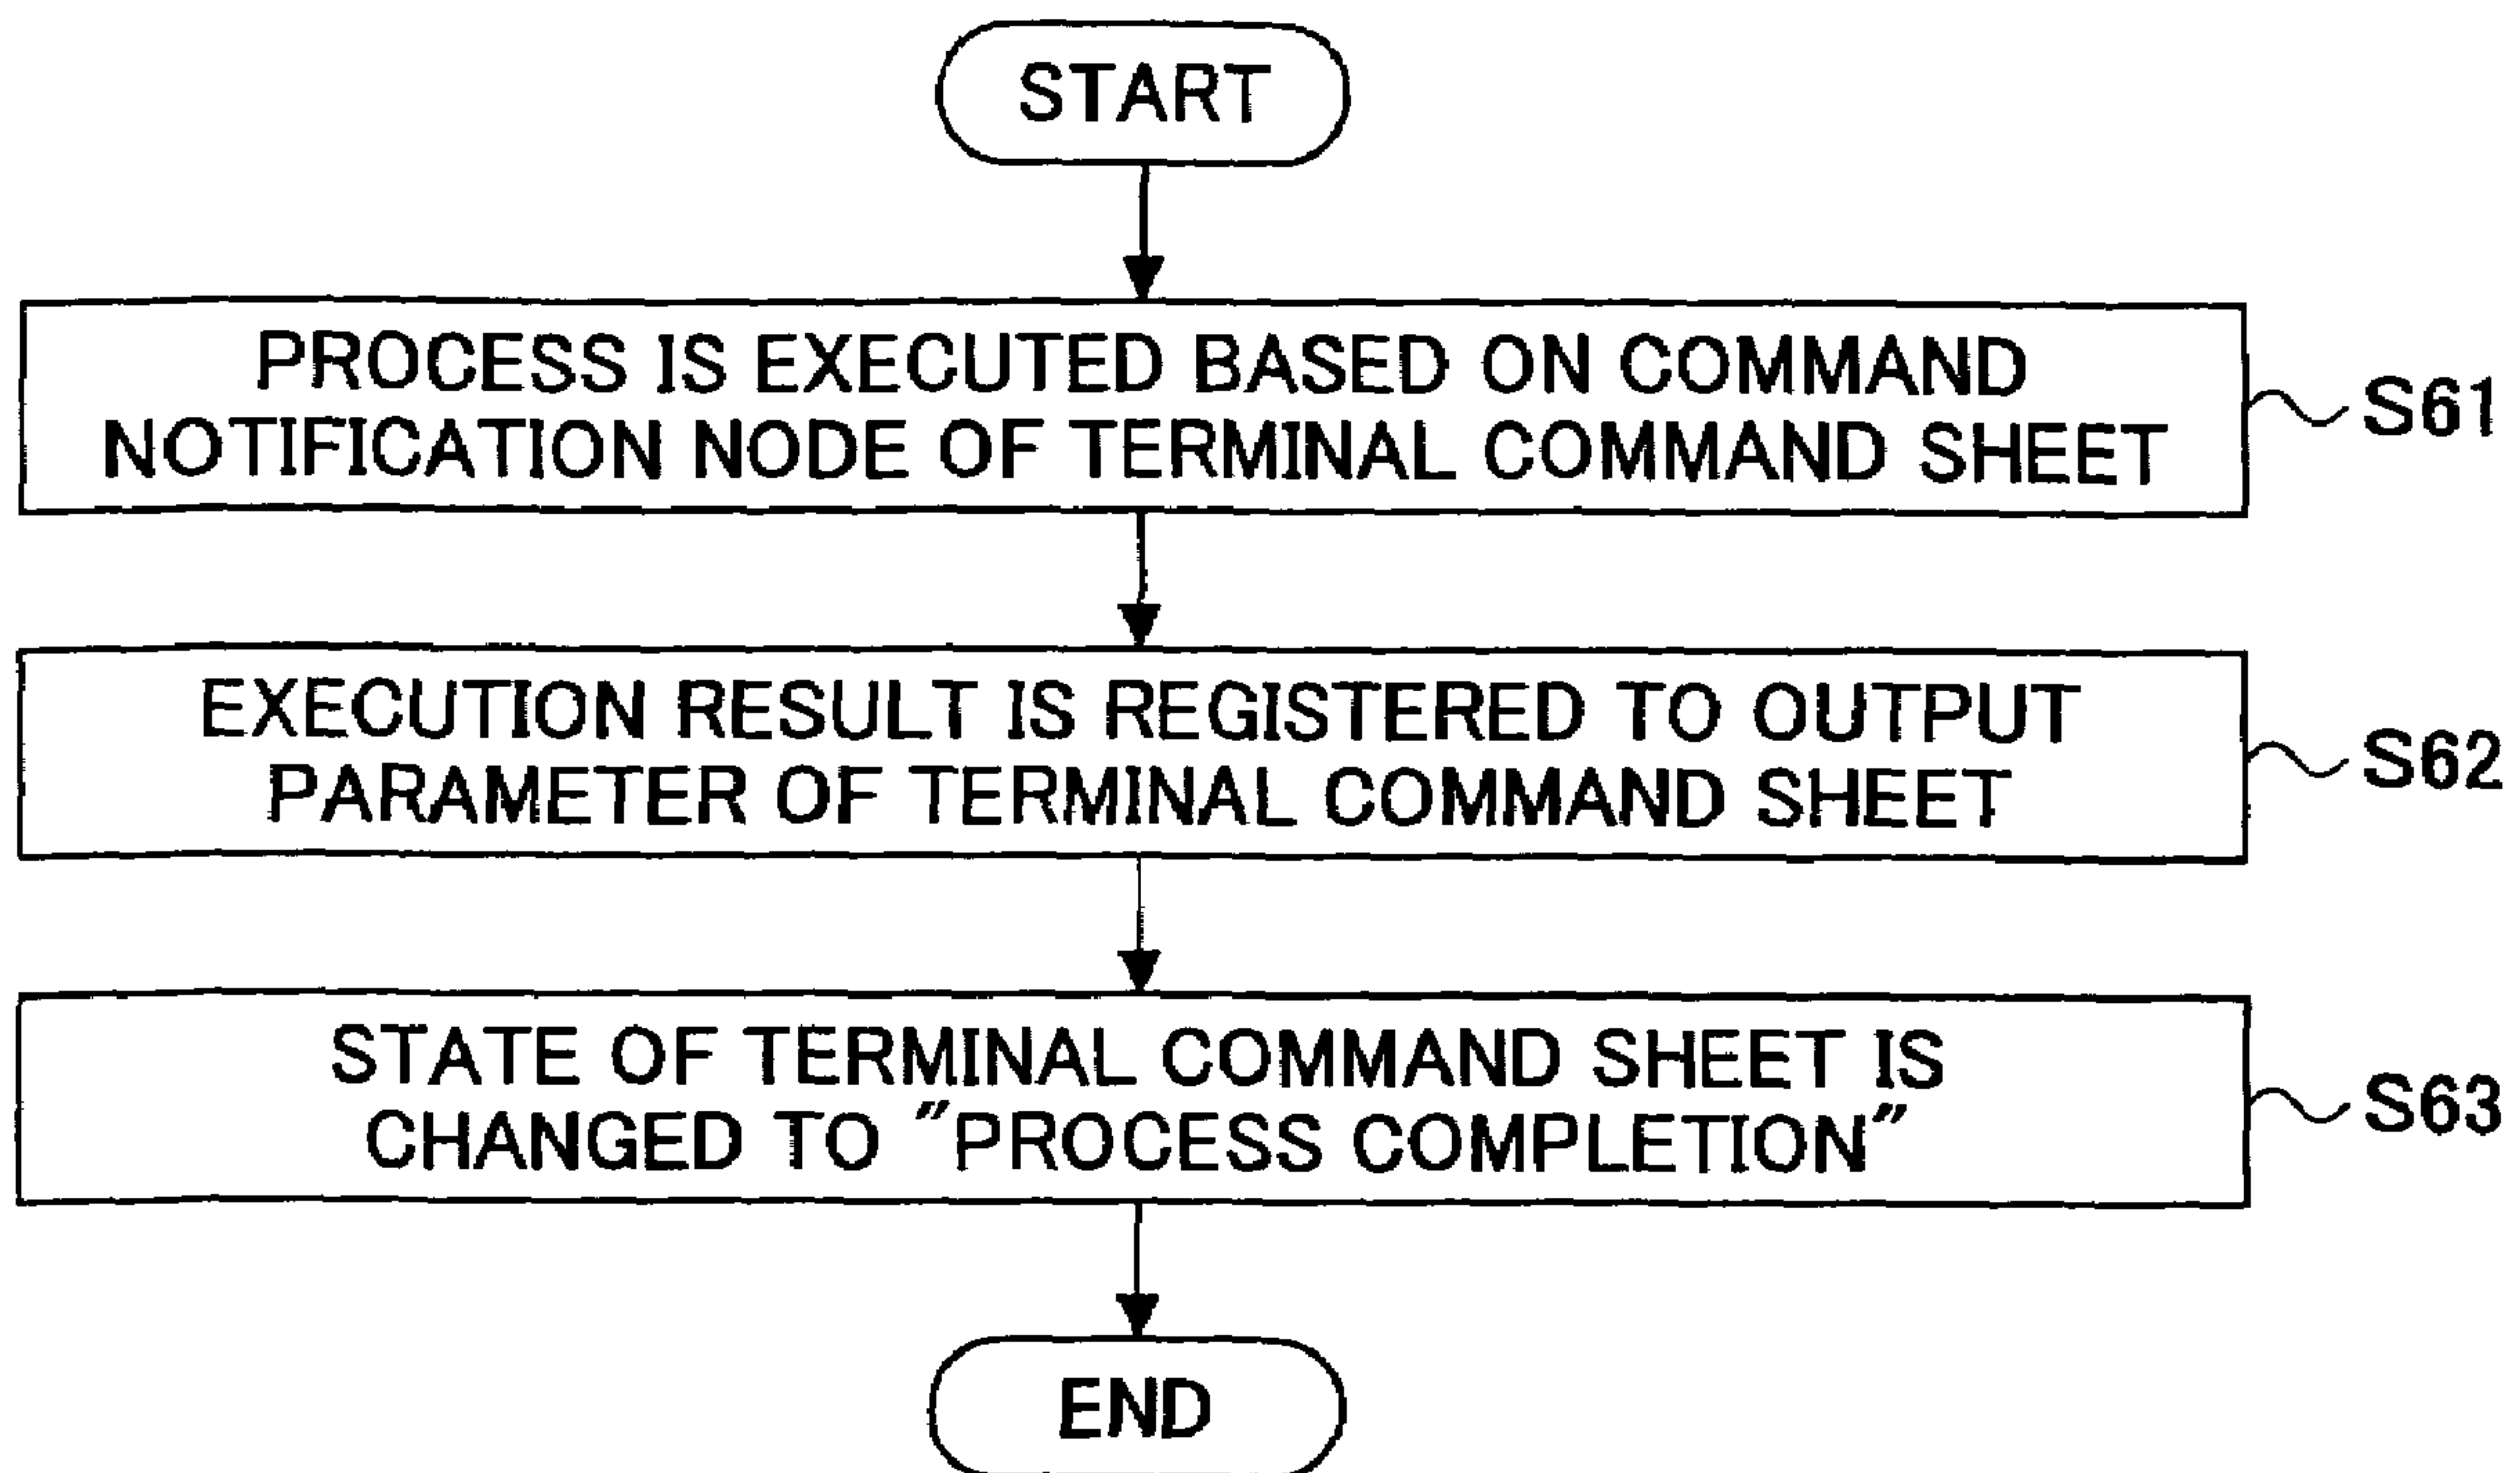 START
PROCESS IS EXECUTED BASED ON COMMAND
NOTIFICATION NODE OF TERMINAL COMMAND SHEET
S61
EXECUTION RESULT IS REGISTERED TO OUTPUT
PARAMETER OF TERMINAL COMMAND SHEET
S62
STATE OF TERMINAL COMMAND SHEET IS
CHANGED TO "PROCESS COMPLETION"
S63
END